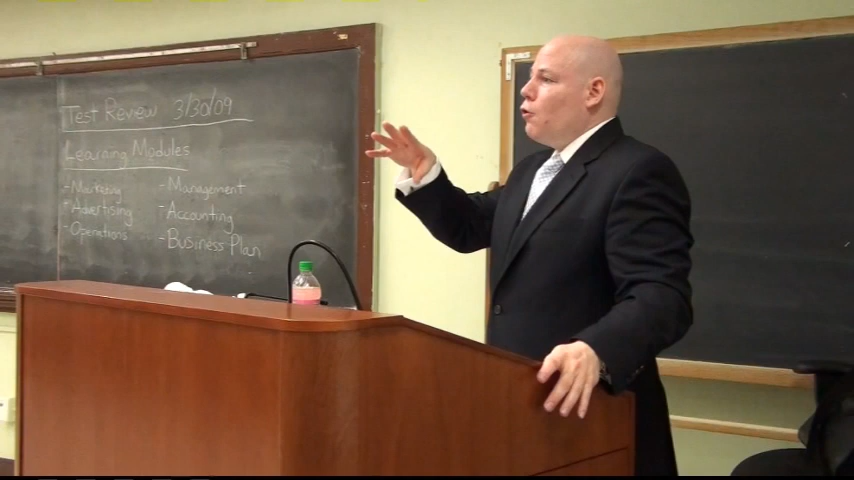 Test Review 3/30/09
Learning Modules
- Marketing - Management
- Advertising - Accounting
- Operations - Business Plan